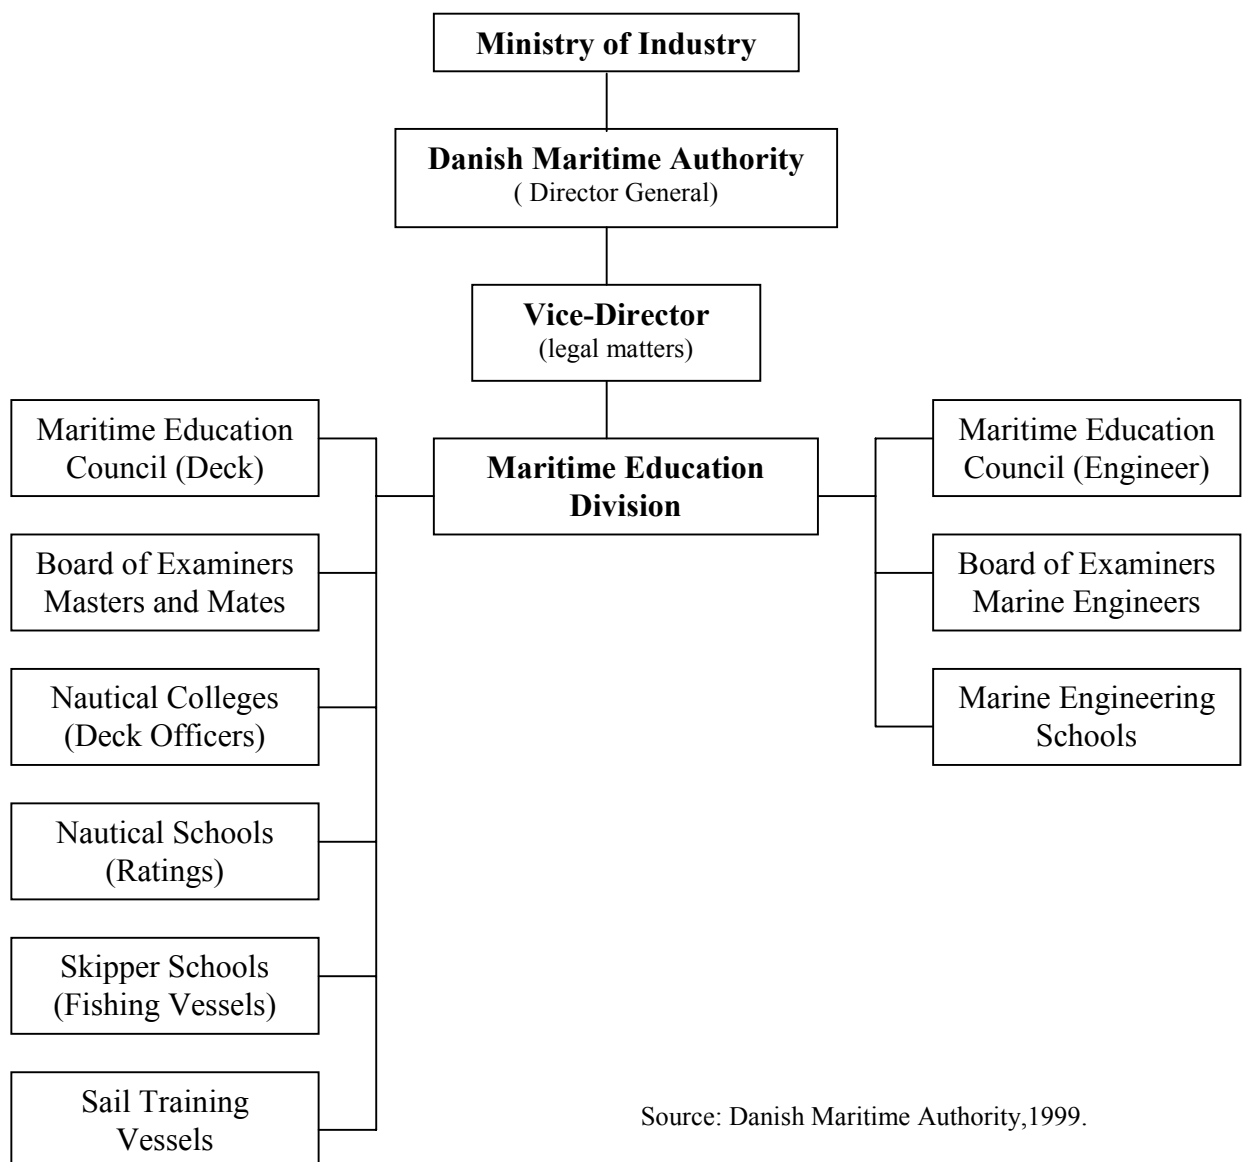 Ministry of Industry
Danish Maritime Authority
( Director General)
Vice-Director
(legal matters)
Maritime Education
Division
Maritime Education
Council (Deck)
Board of Examiners
Masters and Mates
Nautical Colleges
(Deck Officers)
Nautical Schools
(Ratings)
Skipper Schools
(Fishing Vessels)
Sail Training
Vessels
Maritime Education
Council (Engineer)
Board of Examiners
Marine Engineers
Marine Engineering
Schools
Source: Danish Maritime Authority,1999.